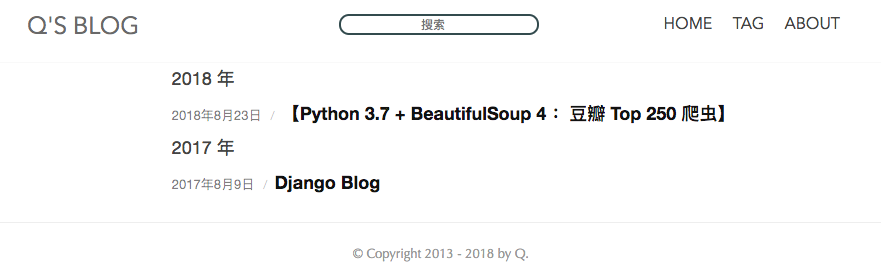 Q'S BLOG 搜索 HOME TAG ABOUT
2018 年
2018年8月23日 / 【Python 3.7 + BeautifulSoup 4： 豆瓣 Top 250 爬虫】
2017 年
2017年8月9日 / Django Blog
© Copyright 2013 - 2018 by Q.